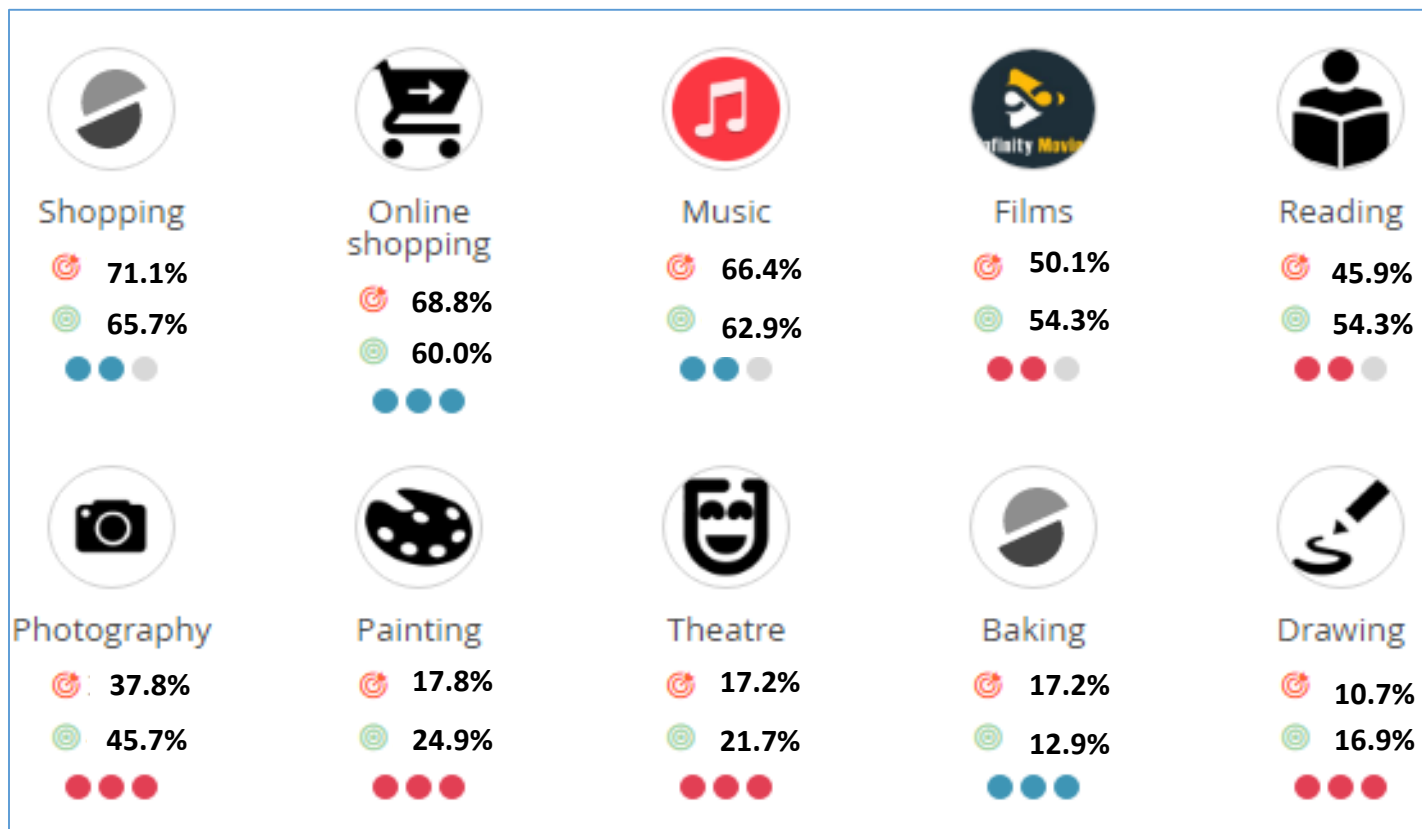 Shopping
71.1%
65.7%
Online
shopping
68.8%
60.0%
Music
66.4%
62.9%
Films
50.1%
54.3%
Reading
45.9%
54.3%
Photography
37.8%
45.7%
Painting
17.8%
24.9%
Theatre
17.2%
21.7%
Baking
17.2%
12.9%
Drawing
10.7%
16.9%